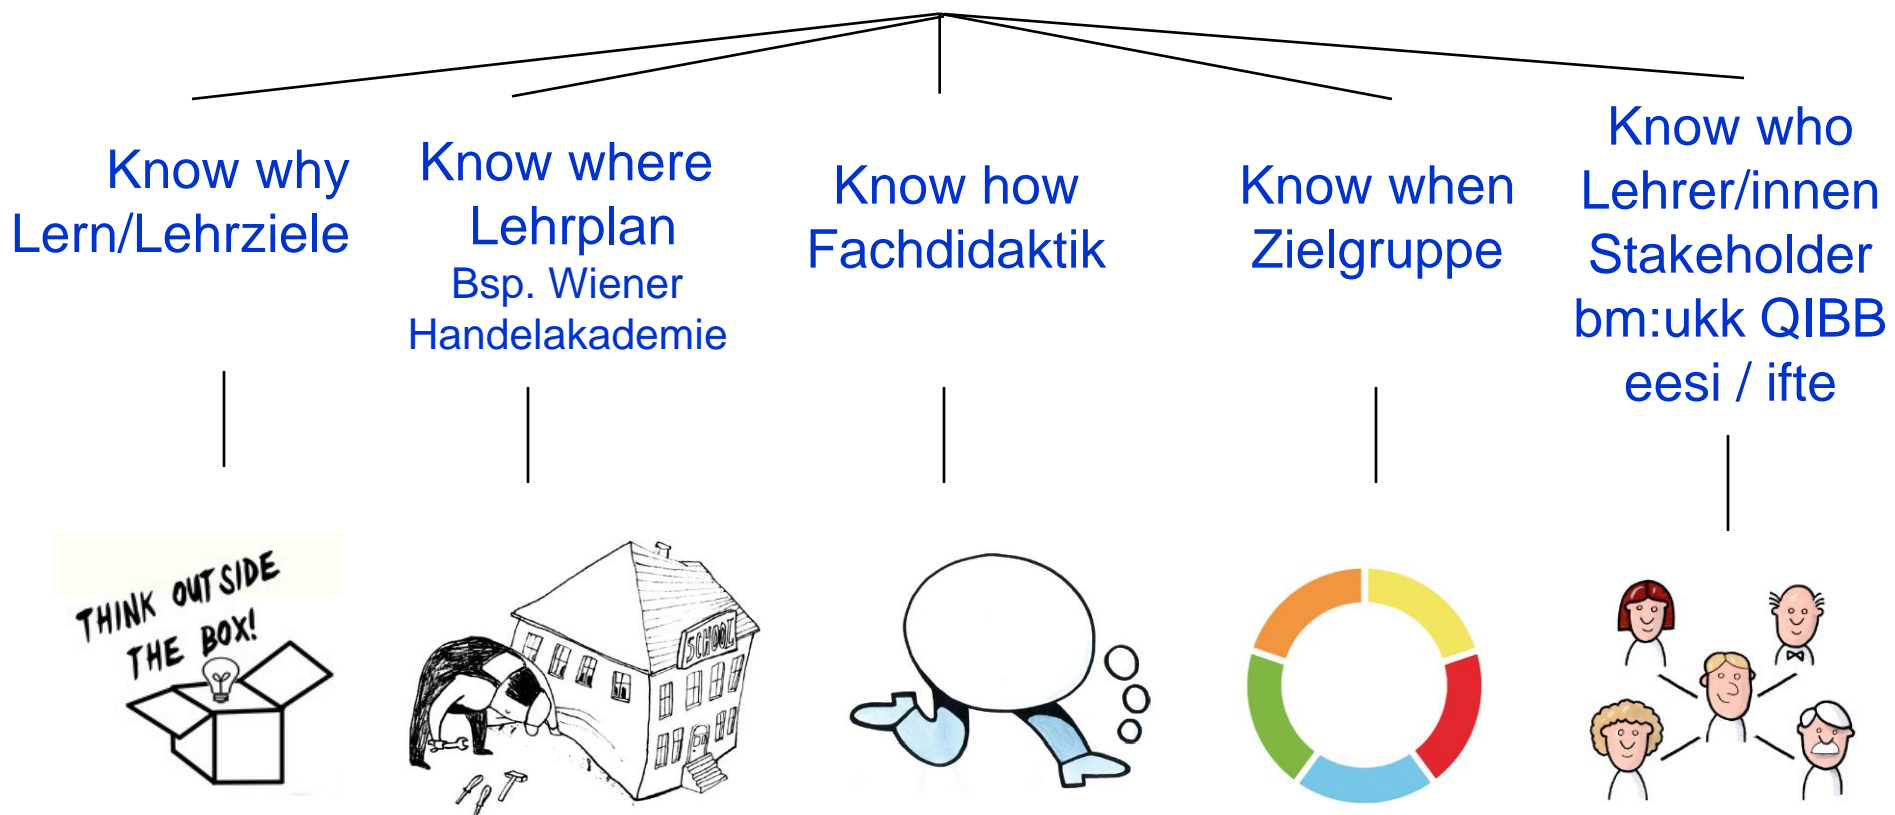 Know why
Lern/Lehrziele
Know where
Lehrplan
Bsp. Wiener
Handelakademie
Know how
Fachdidaktik
Know when
Zielgruppe
Know who
Lehrer/innen
Stakeholder
bm:ukk QIBB
eesi / ifte
THINK OUTSIDE
THE BOX!
SCHOOL